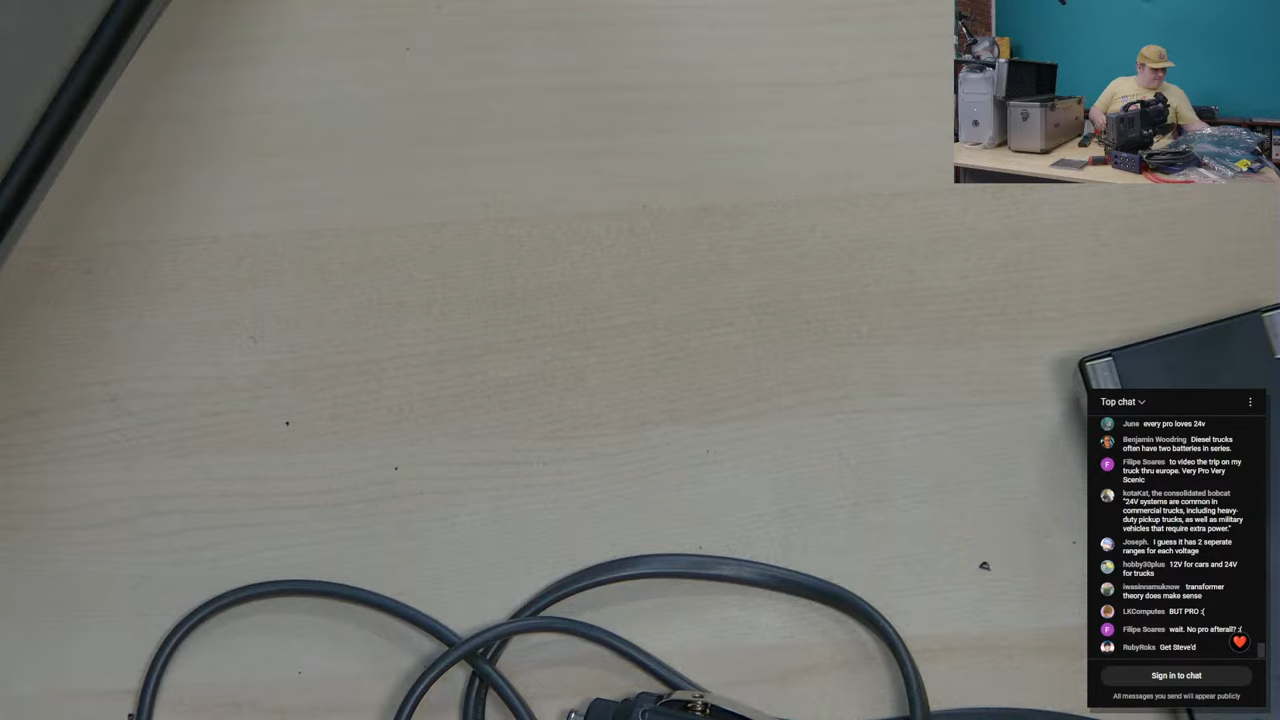 Top chat
June every pro loves 24v
Benjamin Woodring Diesel trucks
often have two batteries in series.
Filipe Soares to video the trip on my
truck thru europe. Very Pro Very
Scenic
kotaKat, the consolidated bobcat
"24V systems are common in
commercial trucks, including heavy-
duty pickup trucks, as well as military
vehicles that require extra power."
Joseph. I guess it has 2 seperate
ranges for each voltage
hobby30plus 12V for cars and 24V
for trucks
iwasinnamuknow transformer
theory does make sense
LKComputes BUT PRO :(
Filipe Soares wait. No pro afterall? :(
RubyRoks Get Steve'd
Sign in to chat
All messages you send will appear publicly